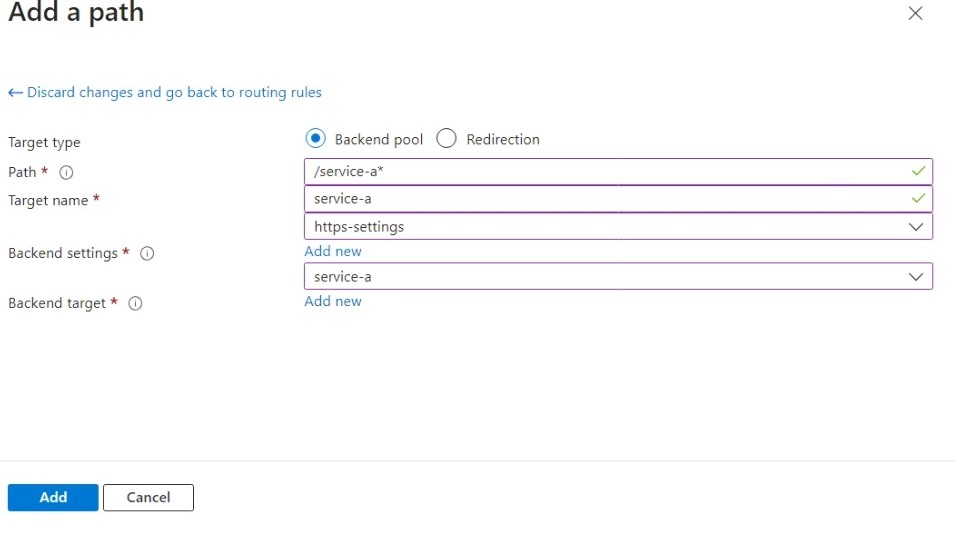 Add a path
← Discard changes and go back to routing rules
Target type Backend pool Redirection
Path * /service-a*
Target name * service-a
https-settings
Backend settings * Add new
service-a
Backend target * Add new
Add Cancel